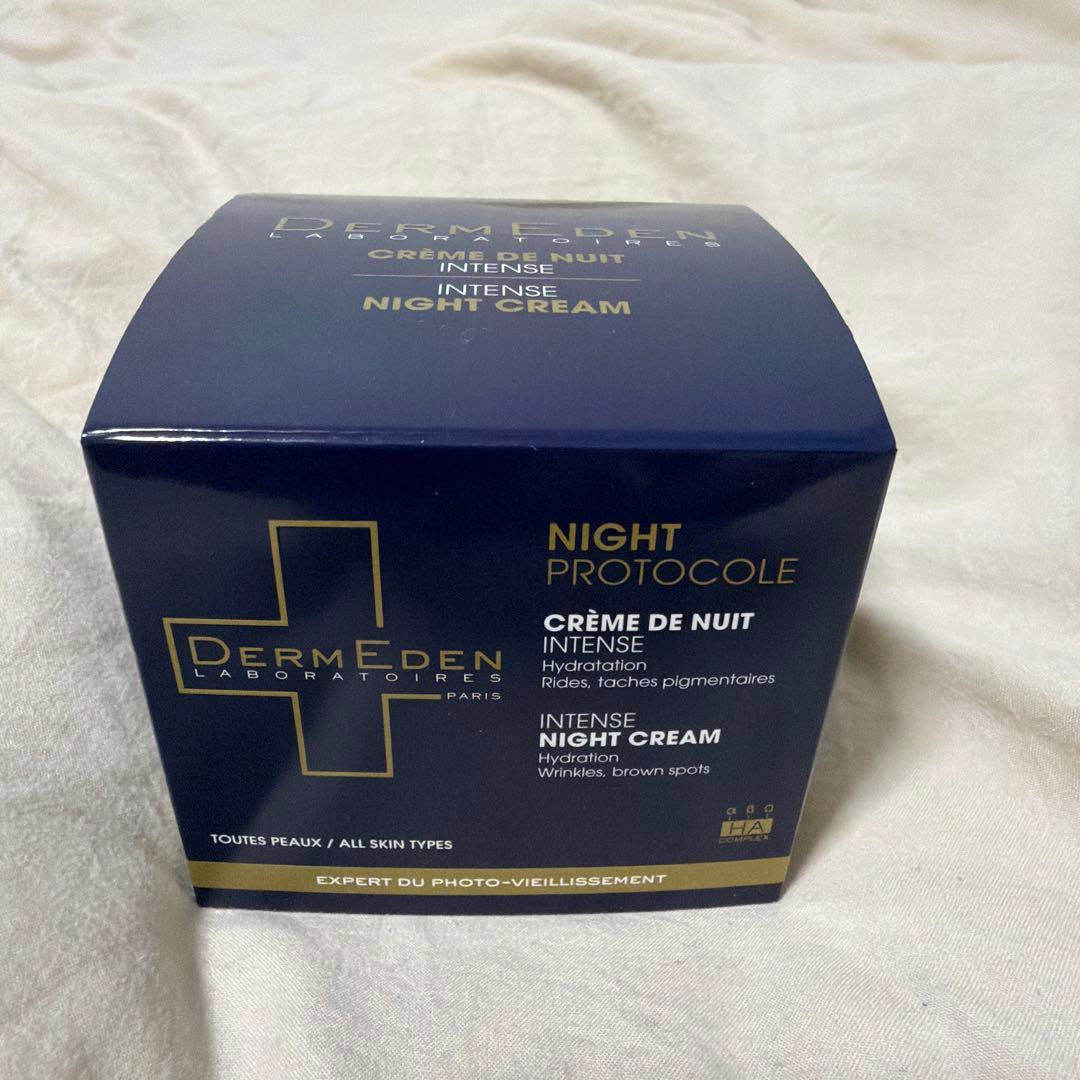 DERMEDEN
LABORATOIRES
CRÈME DE NUIT
INTENSE
INTENSE
NIGHT CREAM
DERMEDEN
LABORATOIRES
PARIS
NIGHT
PROTOCOLE
CRÈME DE NUIT
INTENSE
Hydratation
Rides, taches pigmentaires
INTENSE
NIGHT CREAM
Hydration
Wrinkles, brown spots
HA
COMPLEX
TOUTES PEAUX / ALL SKIN TYPES
EXPERT DU PHOTO-VIEILLISSEMENT